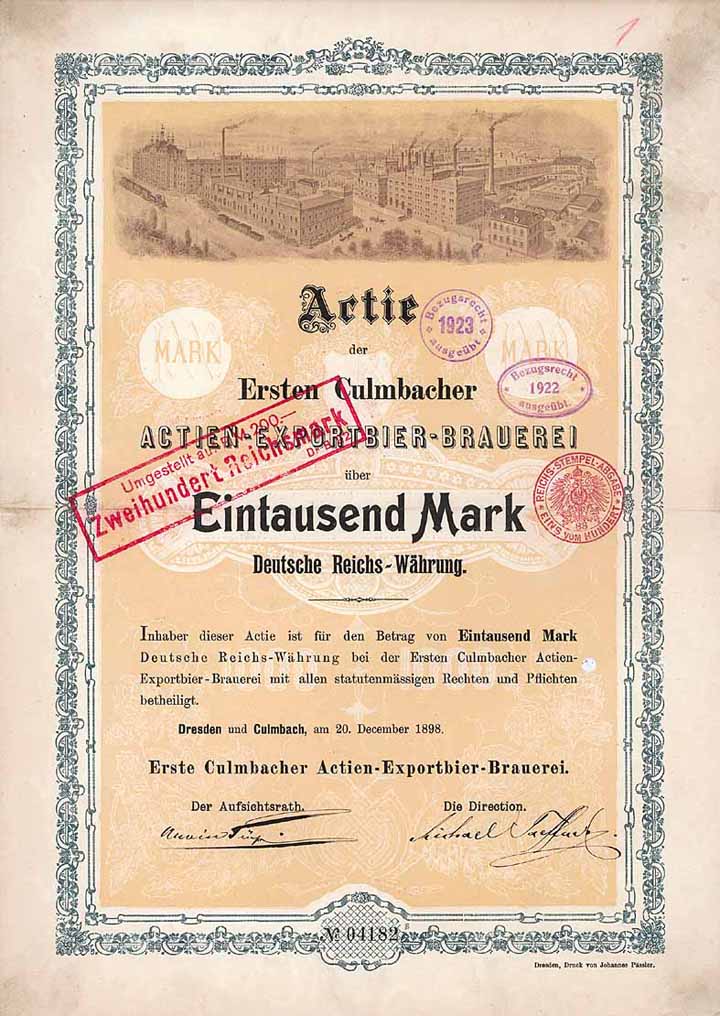 1
Actie
Bezugsrecht
1923
ausgeübt
der
MARK
MARK
Bezugsrecht
1922
ausgeübt.
Ersten Culmbacher
ACTIEN-EXPORTBIER-BRAUEREI
Umgestellt auf 200.—
Zweihundert Reichsmark
über
REICHS-STEMPEL-ABGABE
EINS VOM HUNDERT
88
Eintausend Mark
Deutsche Reichs-Währung.
Inhaber dieser Actie ist für den Betrag von Eintausend Mark
Deutsche Reichs-Währung bei der Ersten Culmbacher Actien-
Exportbier-Brauerei mit allen statutenmässigen Rechten und Pflichten
betheiligt.
Dresden und Culmbach, am 20. December 1898.
Erste Culmbacher Actien-Exportbier-Brauerei.
Der Aufsichtsrath.
Die Direction.
Michael
№ 04182
Dresden, Druck von Johannes Pässler.